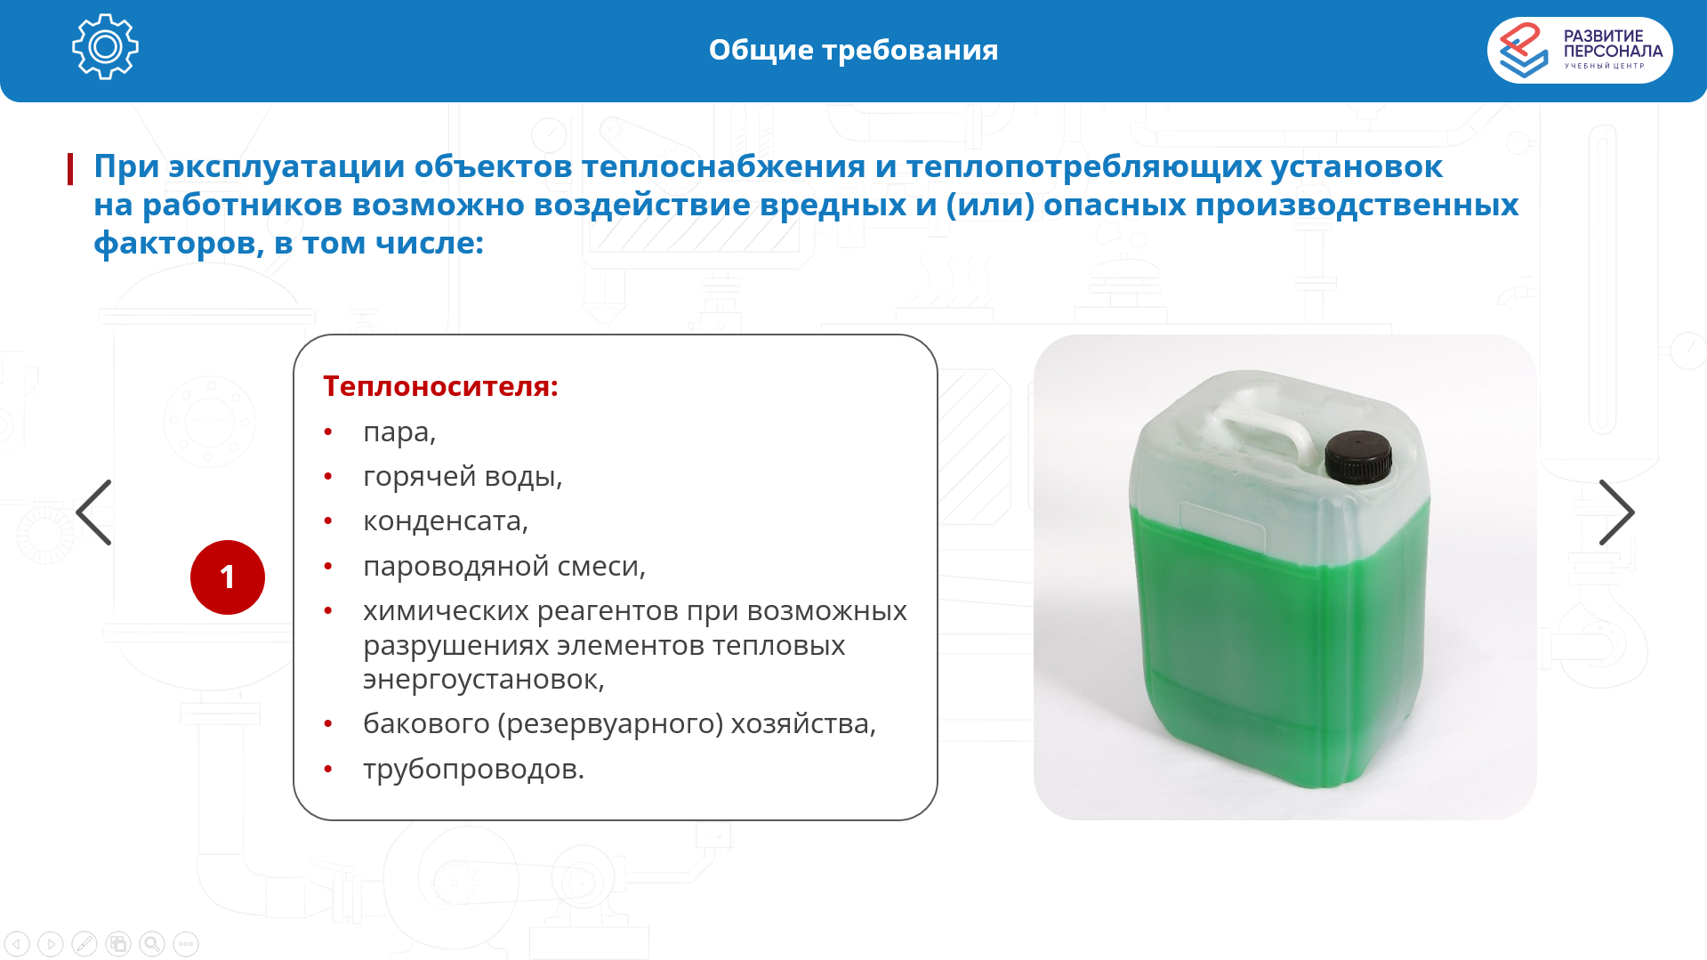 Общие требования
РАЗВИТИЕ
ПЕРСОНАЛА
УЧЕБНЫЙ ЦЕНТР
При эксплуатации объектов теплоснабжения и теплопотребляющих установок
на работников возможно воздействие вредных и (или) опасных производственных
факторов, в том числе:
1
Теплоносителя:
• пара,
• горячей воды,
• конденсата,
• пароводяной смеси,
• химических реагентов при возможных
разрушениях элементов тепловых
энергоустановок,
• бакового (резервуарного) хозяйства,
• трубопроводов.